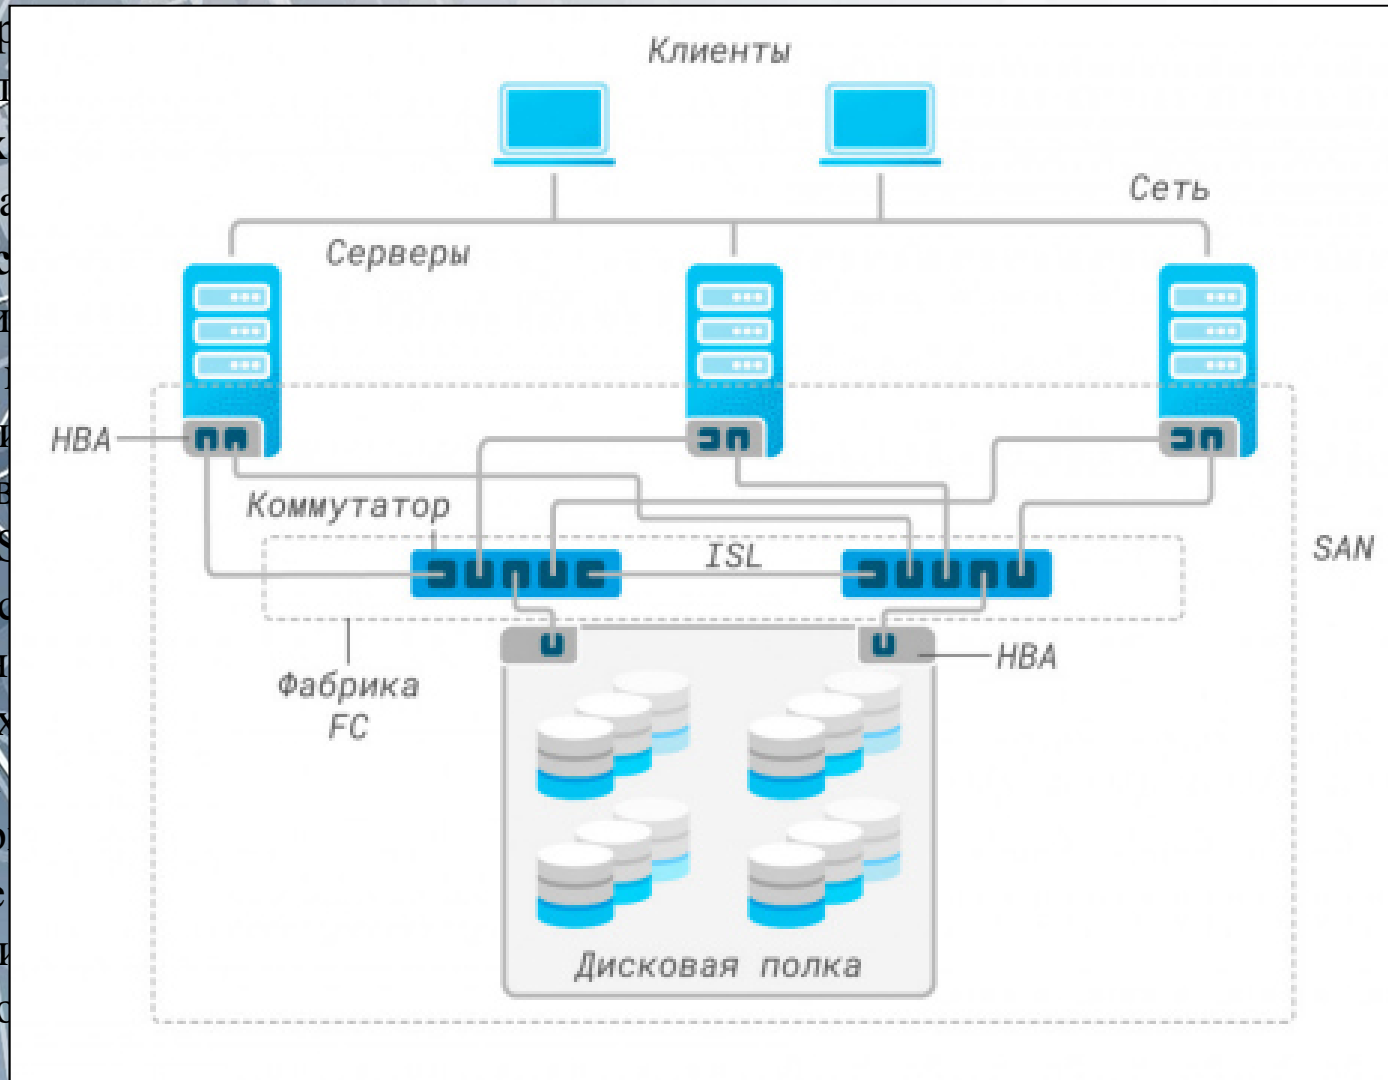 Клиенты
Сеть
Серверы
HBA
Коммутатор
ISL
SAN
HBA
Фабрика
FC
Дисковая полка